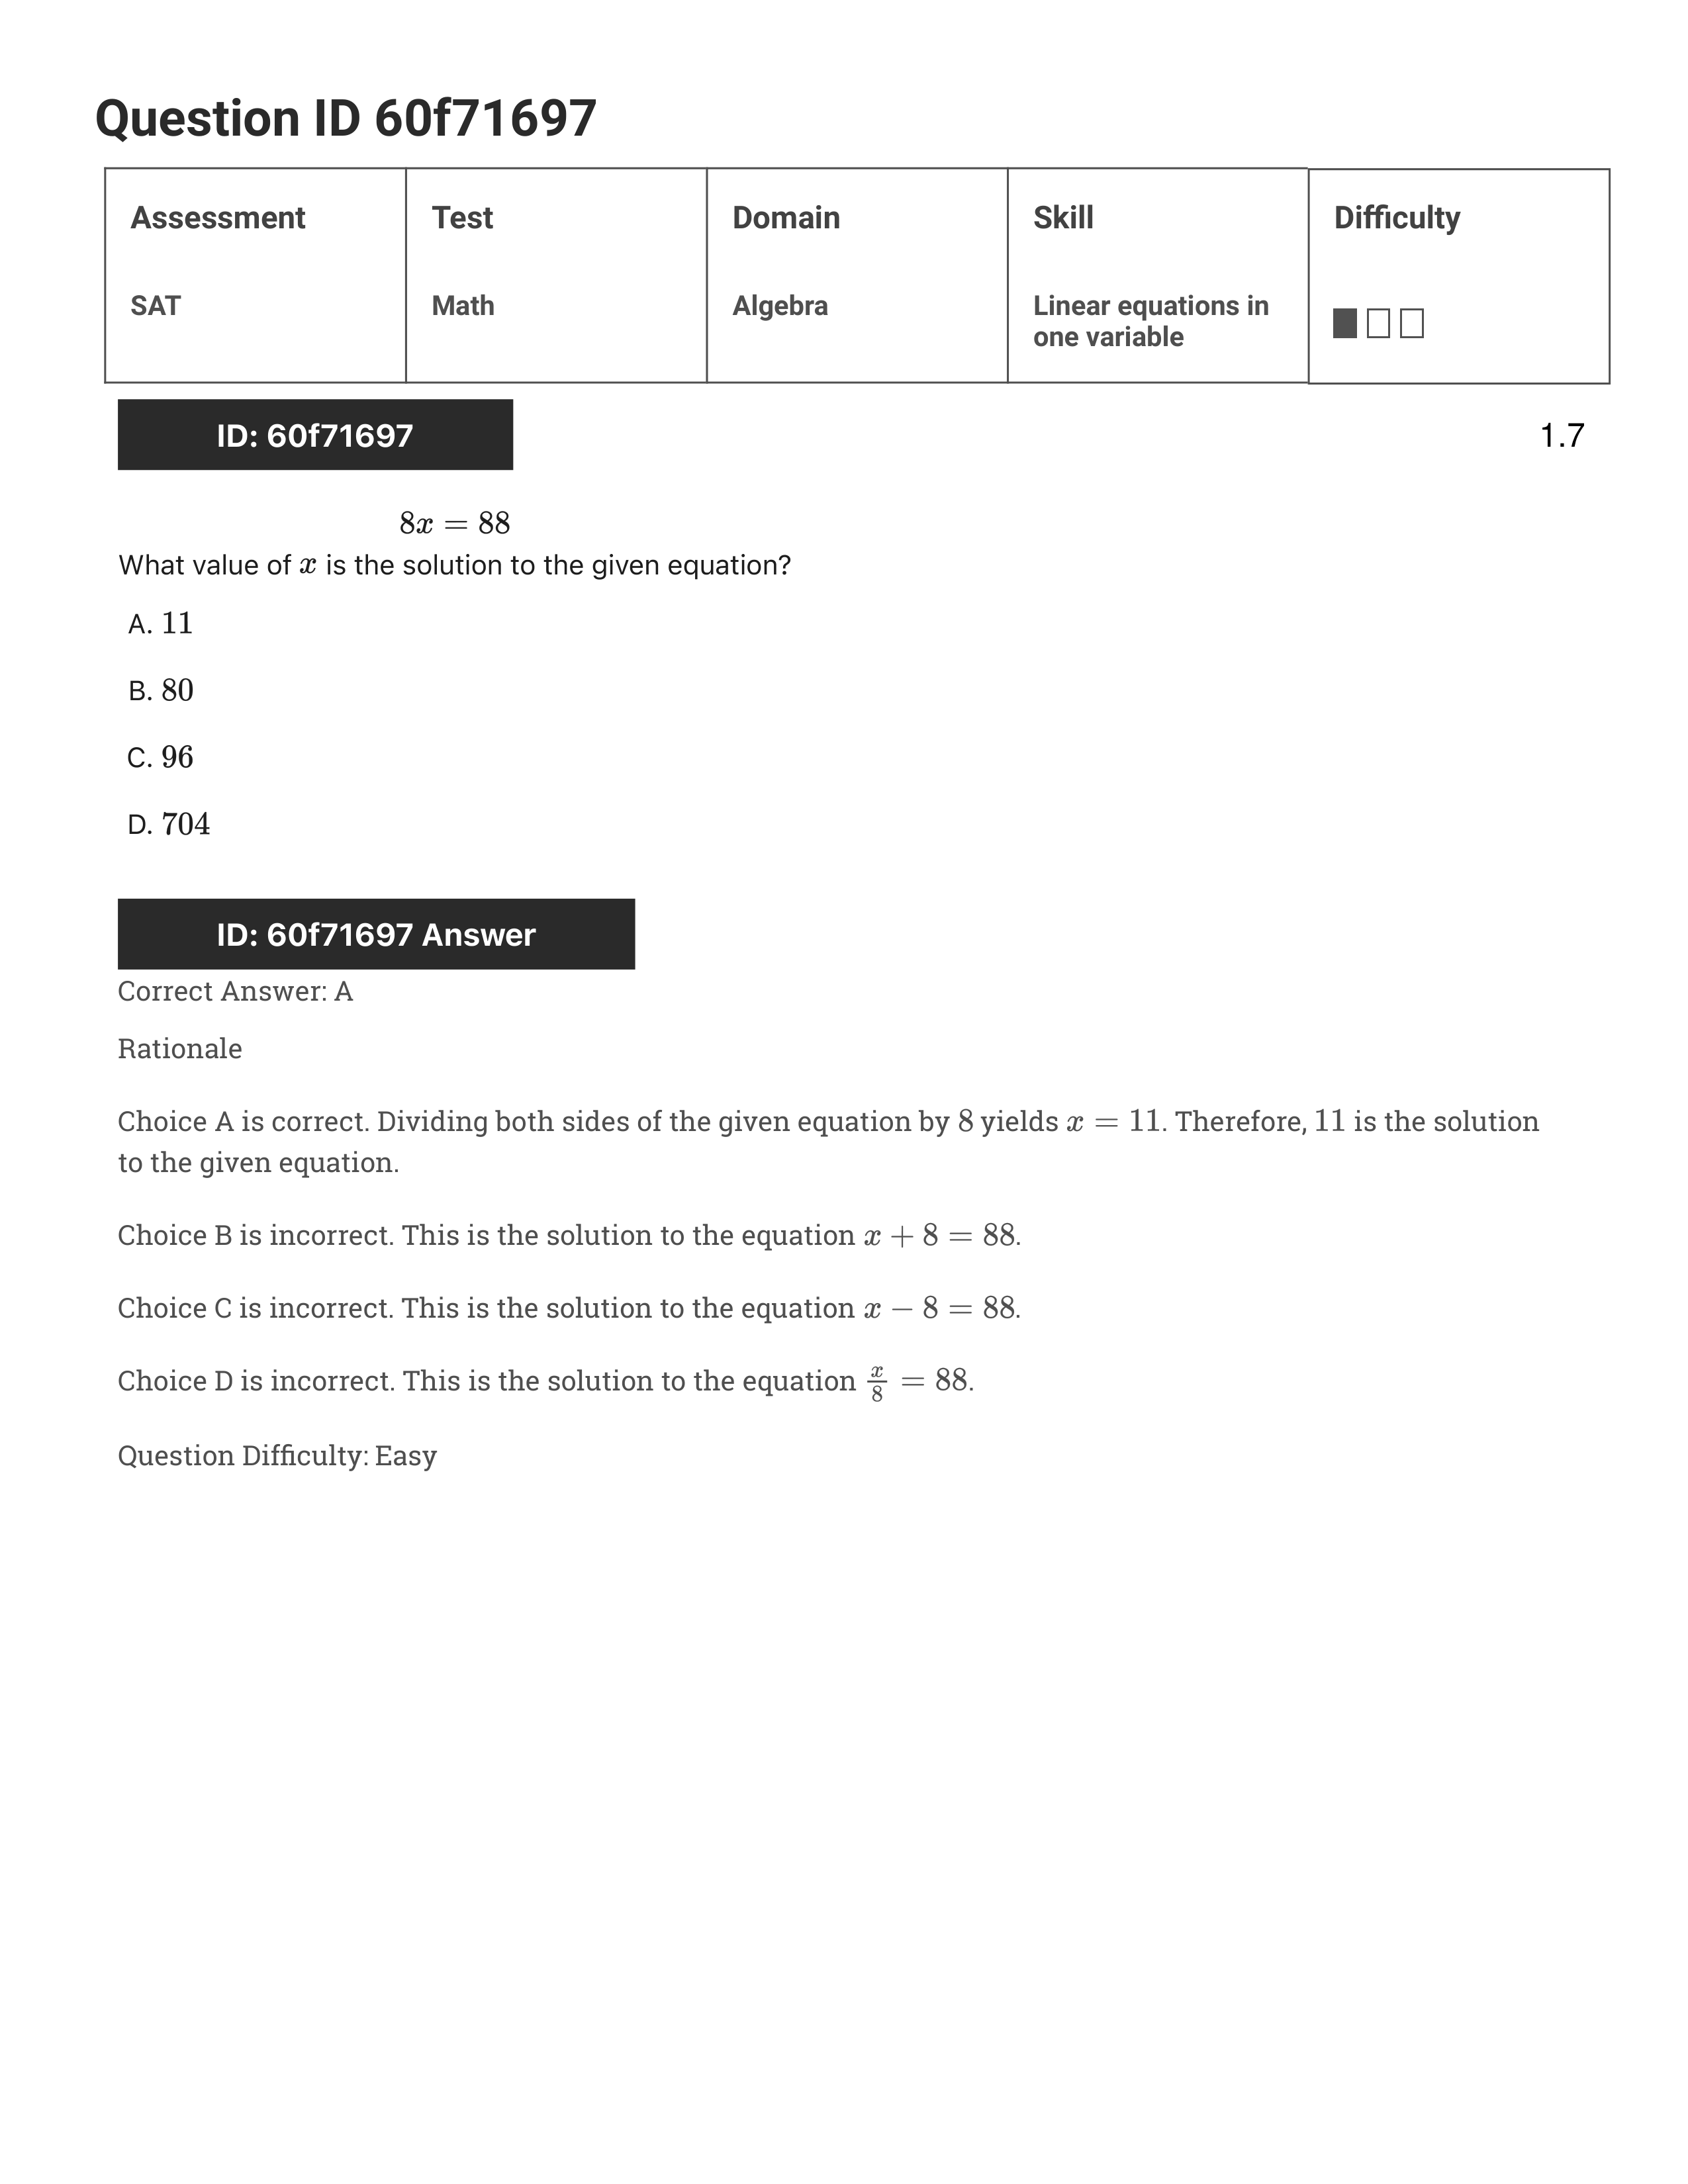 Question ID 60f71697
Assessment Test Domain Skill Difficulty
SAT Math Algebra Linear equations in
one variable
ID: 60f71697 1.7
8x = 88
What value of x is the solution to the given equation?
A. 11
B. 80
C. 96
D. 704
ID: 60f71697 Answer
Correct Answer: A
Rationale
Choice A is correct. Dividing both sides of the given equation by 8 yields x = 11. Therefore, 11 is the solution
to the given equation.
Choice B is incorrect. This is the solution to the equation x + 8 = 88.
Choice C is incorrect. This is the solution to the equation x − 8 = 88.
Choice D is incorrect. This is the solution to the equation x/8 = 88.
Question Difficulty: Easy